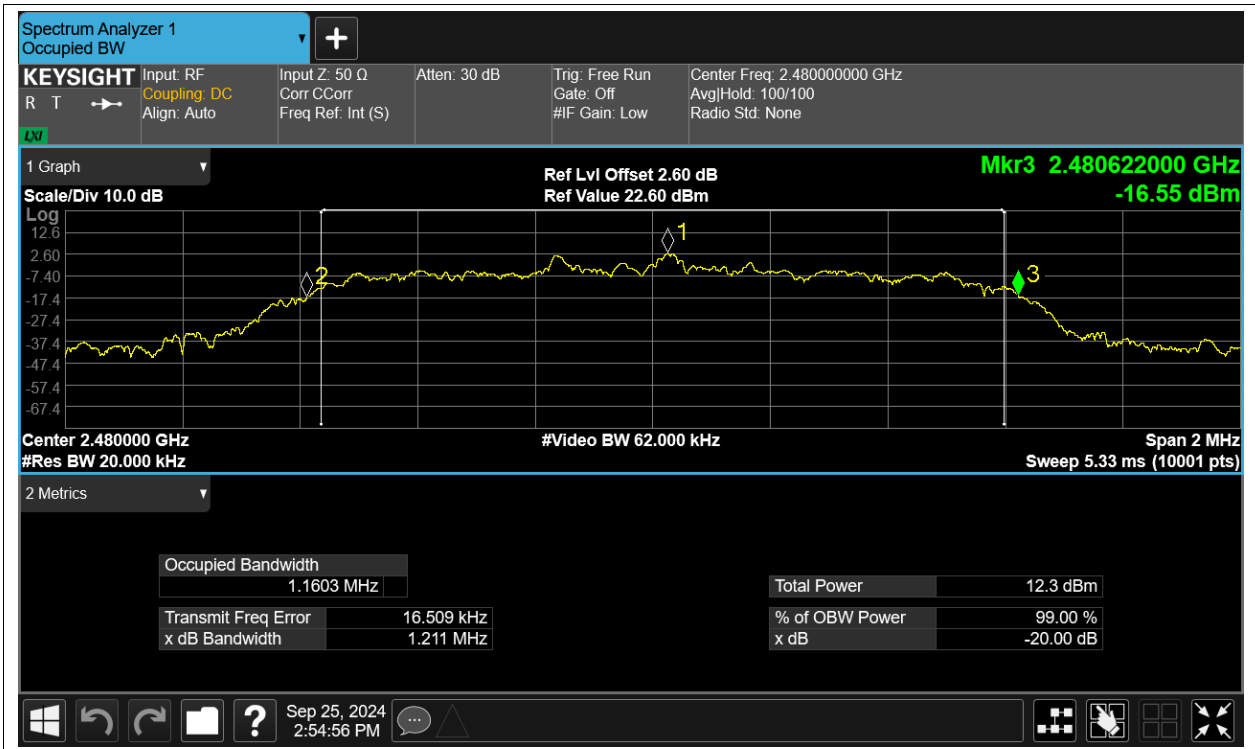 Spectrum Analyzer 1
Occupied BW
KEYSIGHT
R T
LXI
Input: RF
Coupling: DC
Align: Auto
Input Z: 50 Ω
Corr CCorr
Freq Ref: Int (S)
Atten: 30 dB
Trig: Free Run
Gate: Off
#IF Gain: Low
Center Freq: 2.480000000 GHz
Avg|Hold: 100/100
Radio Std: None
1 Graph
Scale/Div 10.0 dB
Ref Lvl Offset 2.60 dB
Ref Value 22.60 dBm
Mkr3 2.480622000 GHz
-16.55 dBm
Log
12.6
2.60
-7.40
-17.4
-27.4
-37.4
-47.4
-57.4
-67.4
1
2
3
Center 2.480000 GHz
#Video BW 62.000 kHz
Span 2 MHz
#Res BW 20.000 kHz
Sweep 5.33 ms (10001 pts)
2 Metrics
Occupied Bandwidth
1.1603 MHz
Transmit Freq Error 16.509 kHz
x dB Bandwidth 1.211 MHz
Total Power 12.3 dBm
% of OBW Power 99.00 %
x dB -20.00 dB
?
Sep 25, 2024
2:54:56 PM